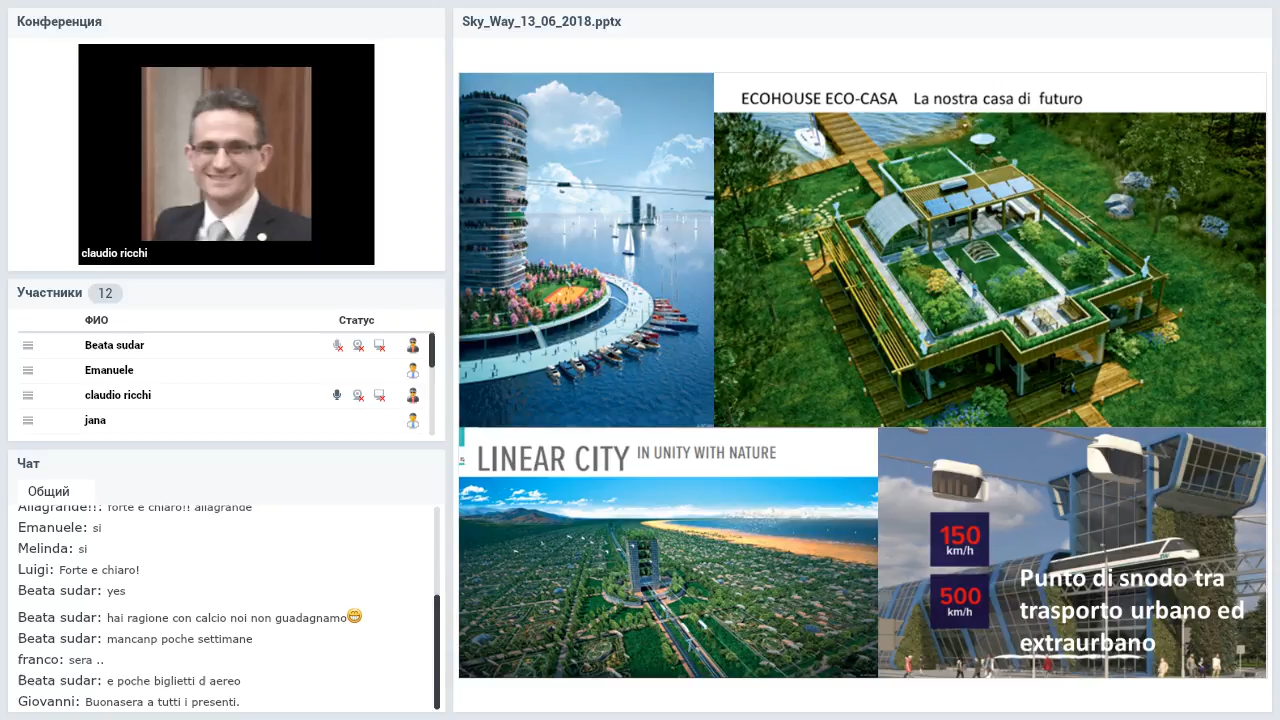 Конференция
claudio ricchi
Участники 12
ФИО Статус
Beata sudar
Emanuele
claudio ricchi
jana
Чат
Общий
Allagrande!!: forte e chiaro!! allagrande
Emanuele: si
Melinda: si
Luigi: Forte e chiaro!
Beata sudar: yes
Beata sudar: hai ragione con calcio noi non guadagnamo
Beata sudar: mancanp poche settimane
franco: sera ..
Beata sudar: e poche biglietti d aereo
Giovanni: Buonasera a tutti i presenti.
Sky_Way_13_06_2018.pptx
ECOHOUSE ECO-CASA La nostra casa di futuro
LINEAR CITY IN UNITY WITH NATURE
150
km/h
500
km/h
Punto di snodo tra
trasporto urbano ed
extraurbano